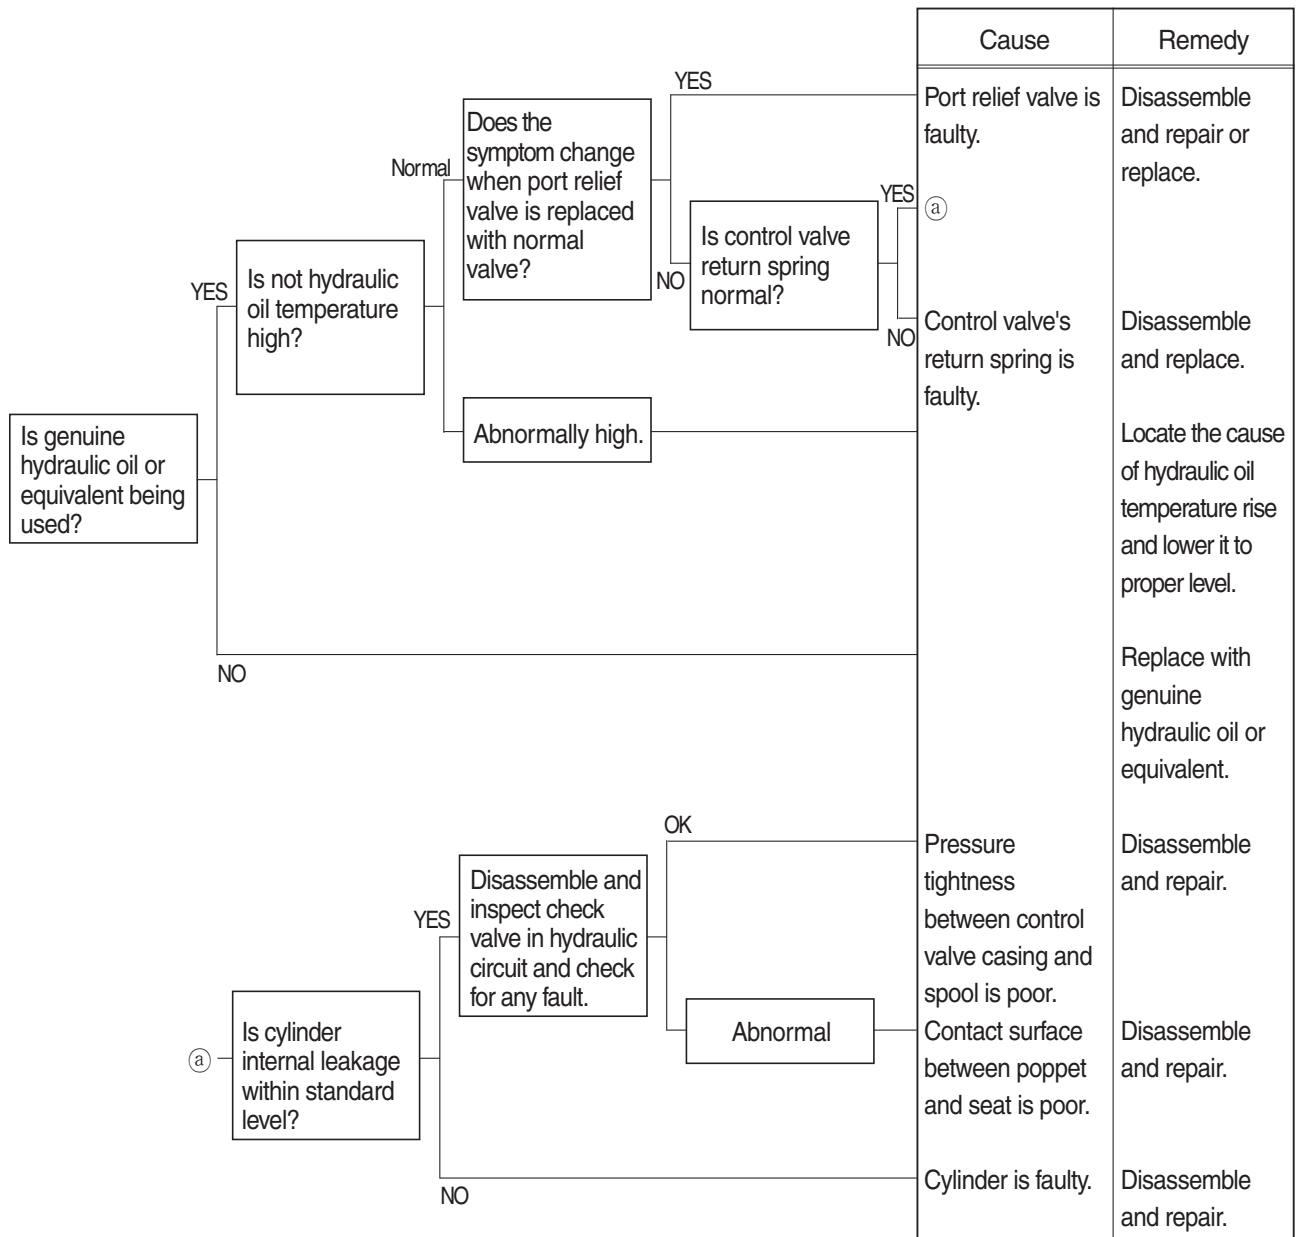 Cause
Remedy
YES
Port relief valve is
faulty.
Disassemble
and repair or
replace.
Does the
symptom change
when port relief
valve is replaced
with normal
valve?
Normal
YES
ⓐ
Is control valve
return spring
normal?
NO
NO
Control valve's
return spring is
faulty.
Disassemble
and replace.
YES
Is not hydraulic
oil temperature
high?
Abnormally high.
Locate the cause
of hydraulic oil
temperature rise
and lower it to
proper level.
Is genuine
hydraulic oil or
equivalent being
used?
NO
Replace with
genuine
hydraulic oil or
equivalent.
OK
Pressure
tightness
between control
valve casing and
spool is poor.
Disassemble
and repair.
YES
Disassemble and
inspect check
valve in hydraulic
circuit and check
for any fault.
Abnormal
Contact surface
between poppet
and seat is poor.
Disassemble
and repair.
ⓐ
Is cylinder
internal leakage
within standard
level?
NO
Cylinder is faulty.
Disassemble
and repair.